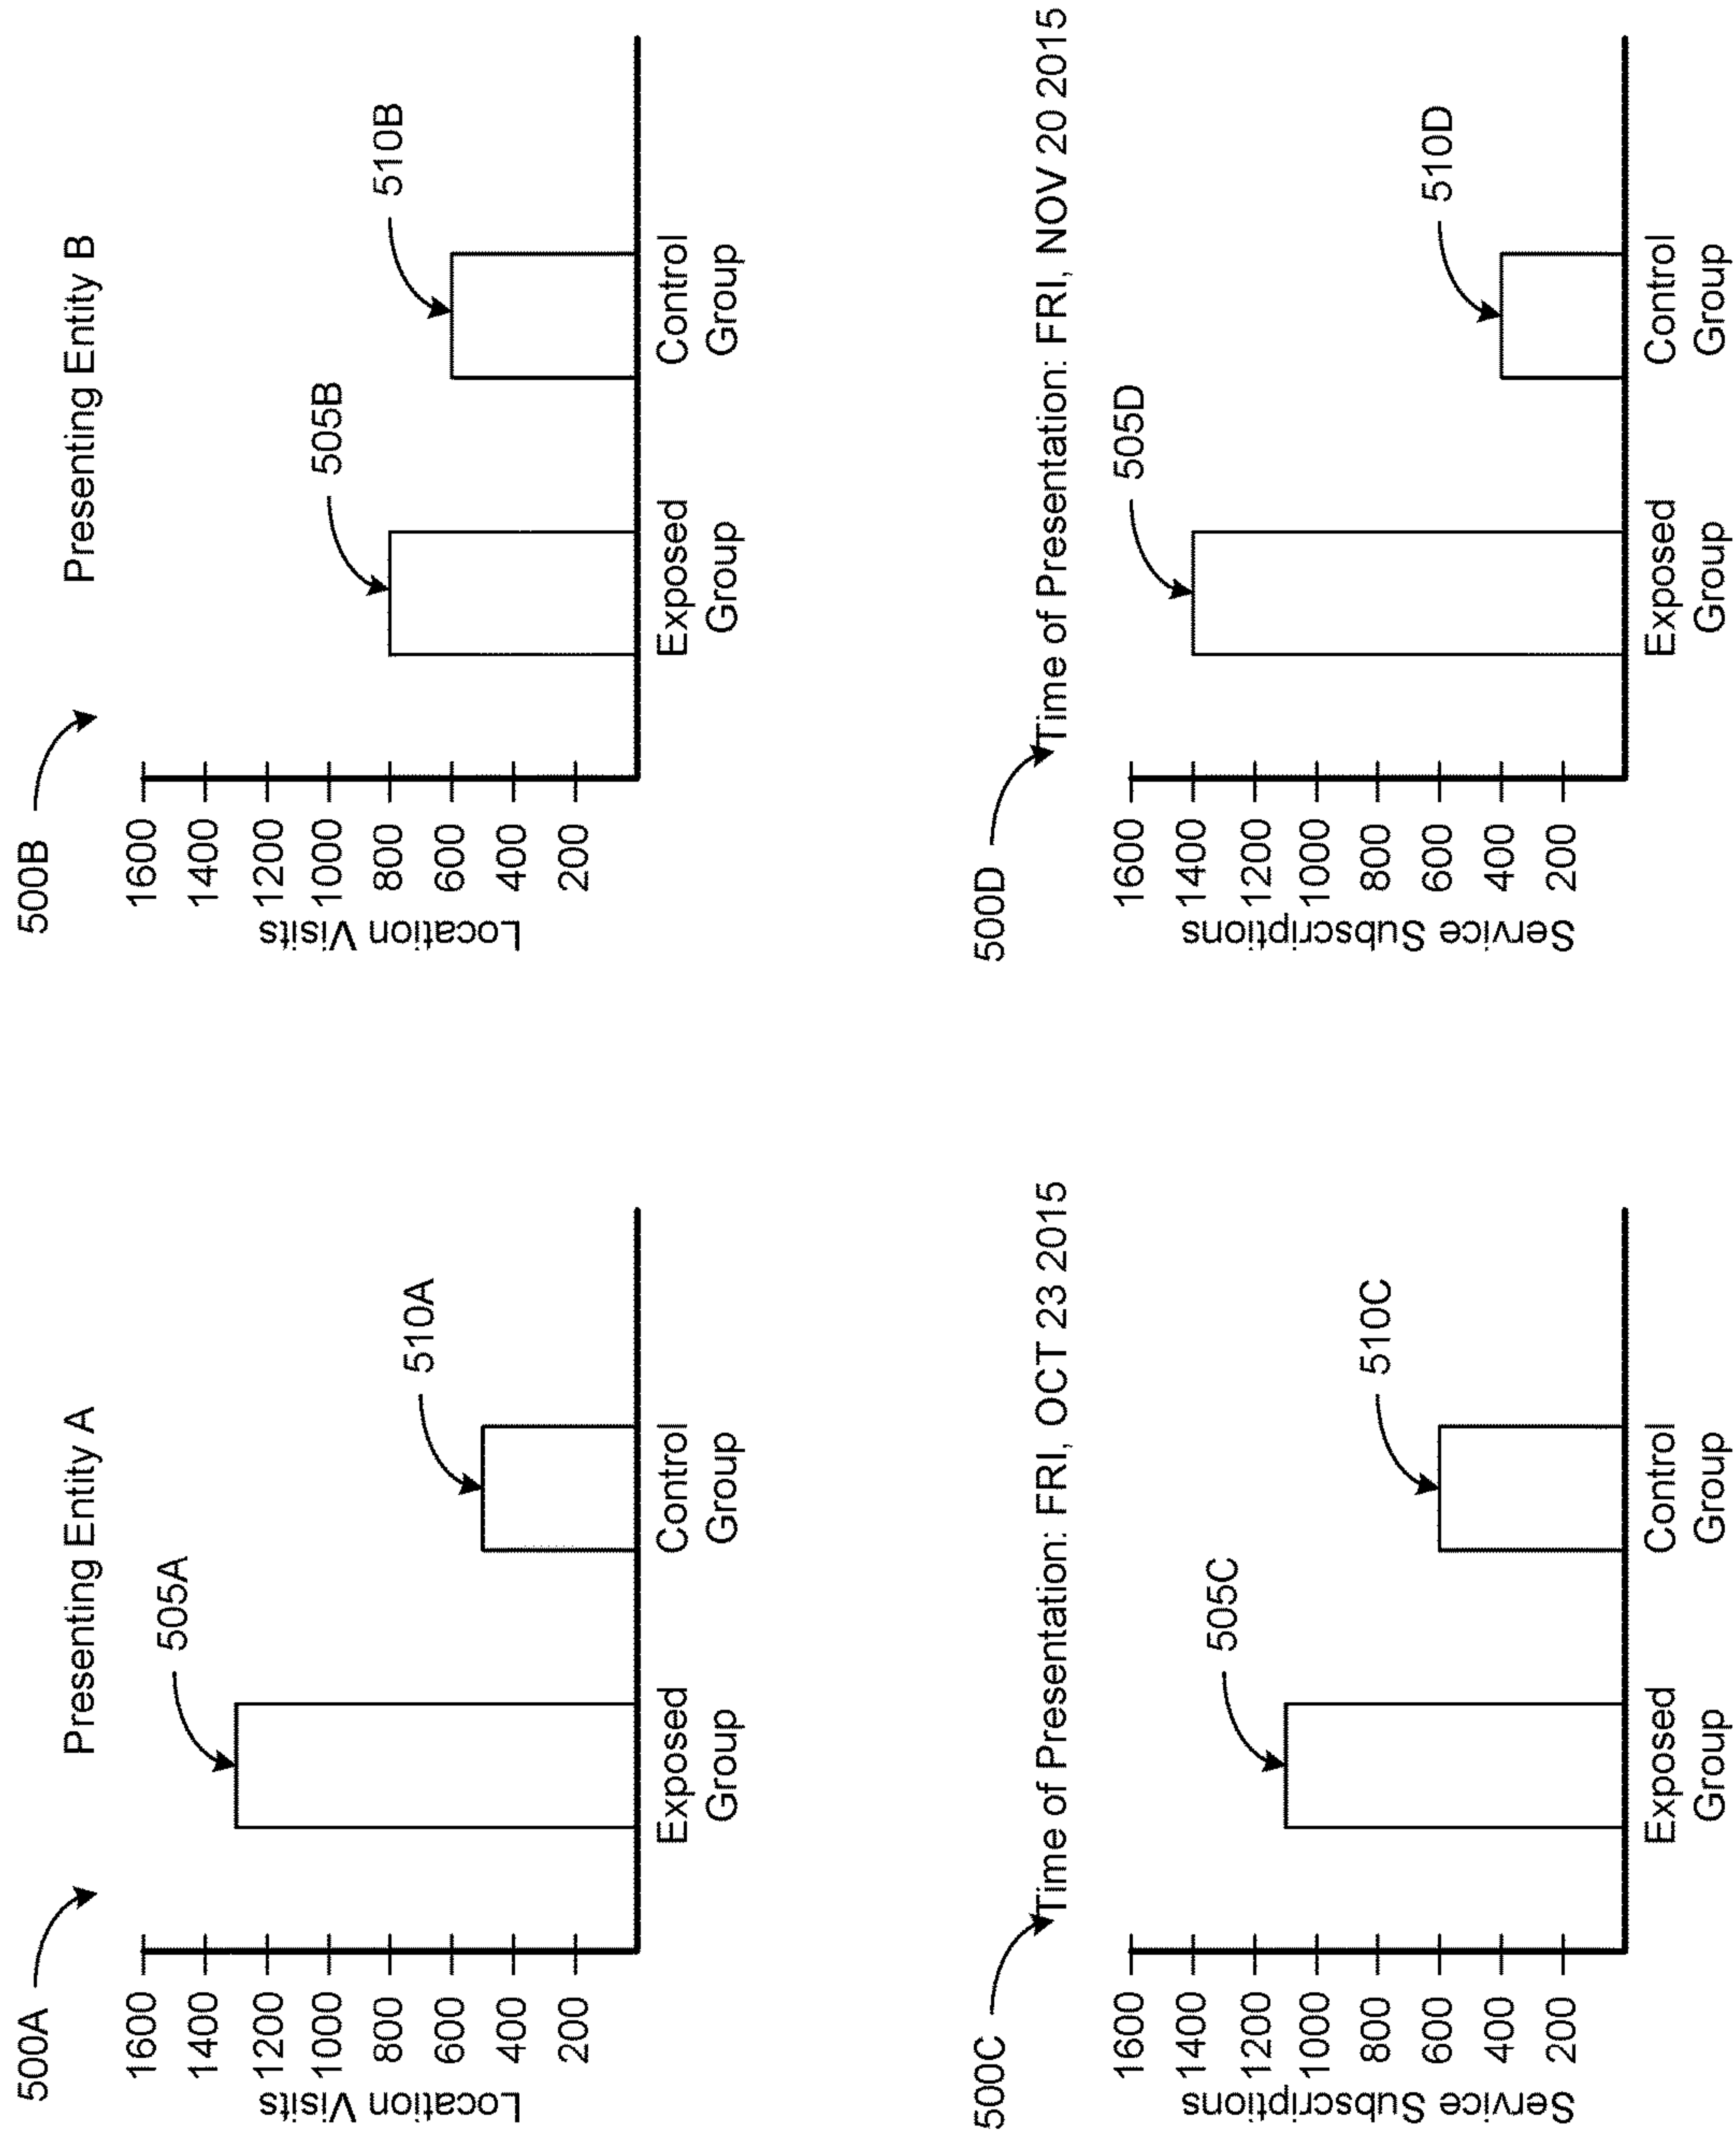 500A
Presenting Entity A
1600
1400
1200
1000
800
600
400
200
Location Visits
505A
510A
Exposed
Group
Control
Group
500B
Presenting Entity B
1600
1400
1200
1000
800
600
400
200
Location Visits
505B
510B
Exposed
Group
Control
Group
500C
Time of Presentation: FRI, OCT 23 2015
1600
1400
1200
1000
800
600
400
200
Service Subscriptions
505C
510C
Exposed
Group
Control
Group
500D
Time of Presentation: FRI, NOV 20 2015
1600
1400
1200
1000
800
600
400
200
Service Subscriptions
505D
510D
Exposed
Group
Control
Group